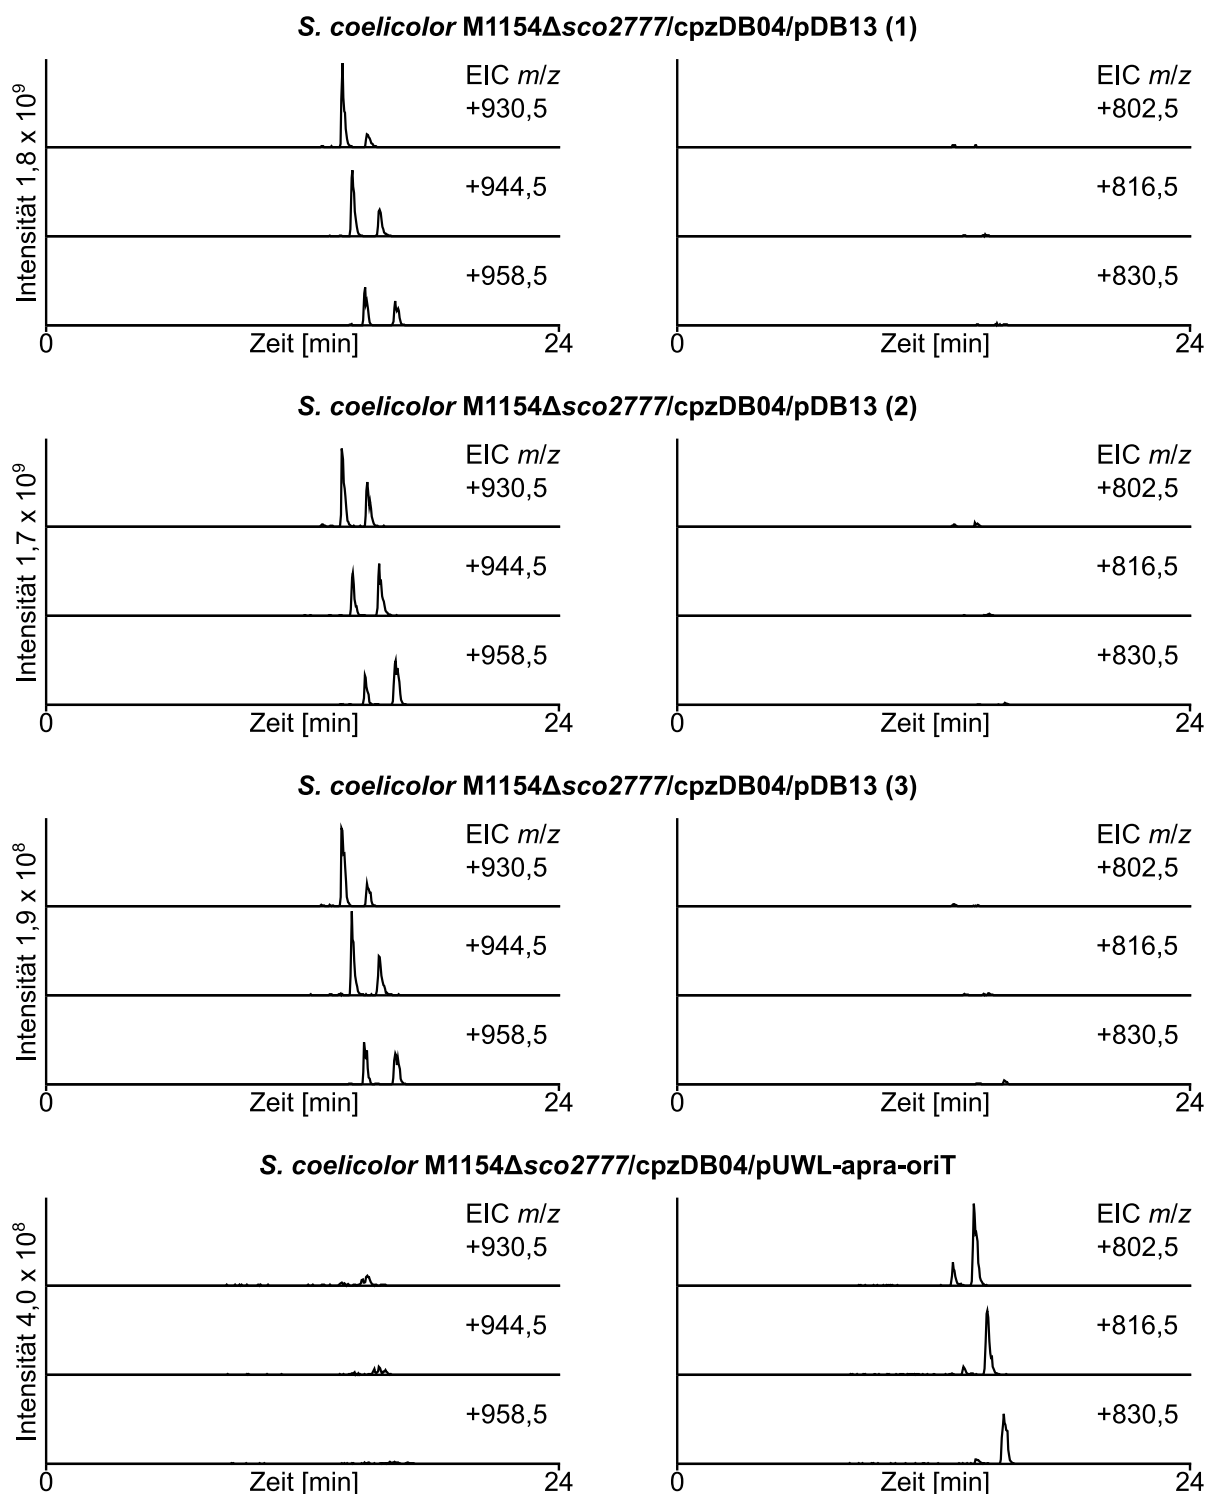 S. coelicolor M1154Δsco2777/cpzDB04/pDB13 (1)
Intensität 1,8 x 10⁹
EIC m/z
+930,5
+944,5
+958,5
0
Zeit [min]
24
EIC m/z
+802,5
+816,5
+830,5
0
Zeit [min]
24
S. coelicolor M1154Δsco2777/cpzDB04/pDB13 (2)
Intensität 1,7 x 10⁹
EIC m/z
+930,5
+944,5
+958,5
0
Zeit [min]
24
EIC m/z
+802,5
+816,5
+830,5
0
Zeit [min]
24
S. coelicolor M1154Δsco2777/cpzDB04/pDB13 (3)
Intensität 1,9 x 10⁸
EIC m/z
+930,5
+944,5
+958,5
0
Zeit [min]
24
EIC m/z
+802,5
+816,5
+830,5
0
Zeit [min]
24
S. coelicolor M1154Δsco2777/cpzDB04/pUWL-apra-oriT
Intensität 4,0 x 10⁸
EIC m/z
+930,5
+944,5
+958,5
0
Zeit [min]
24
EIC m/z
+802,5
+816,5
+830,5
0
Zeit [min]
24